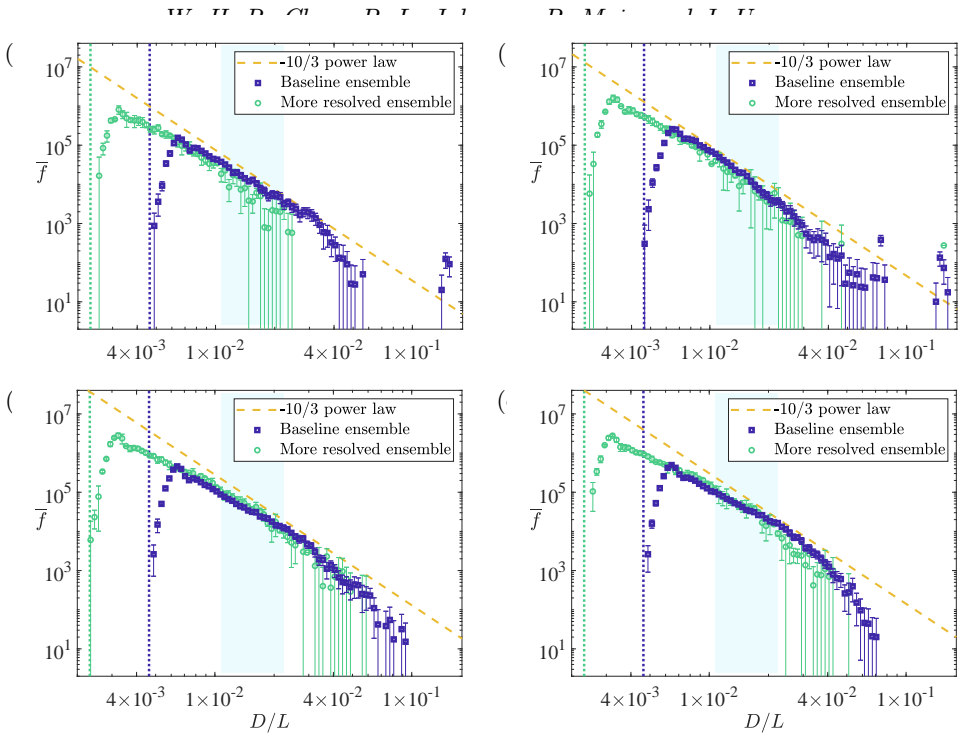 ( (
10^7 10^7
-10/3 power law -10/3 power law
Baseline ensemble Baseline ensemble
More resolved ensemble More resolved ensemble
10^5 10^5
f̅ f̅
10^3 10^3
10^1 10^1
4×10^-3 1×10^-2 4×10^-2 1×10^-1 4×10^-3 1×10^-2 4×10^-2 1×10^-1
( (
10^7 10^7
-10/3 power law -10/3 power law
Baseline ensemble Baseline ensemble
More resolved ensemble More resolved ensemble
10^5 10^5
f̅ f̅
10^3 10^3
10^1 10^1
4×10^-3 1×10^-2 4×10^-2 1×10^-1 4×10^-3 1×10^-2 4×10^-2 1×10^-1
D/L D/L